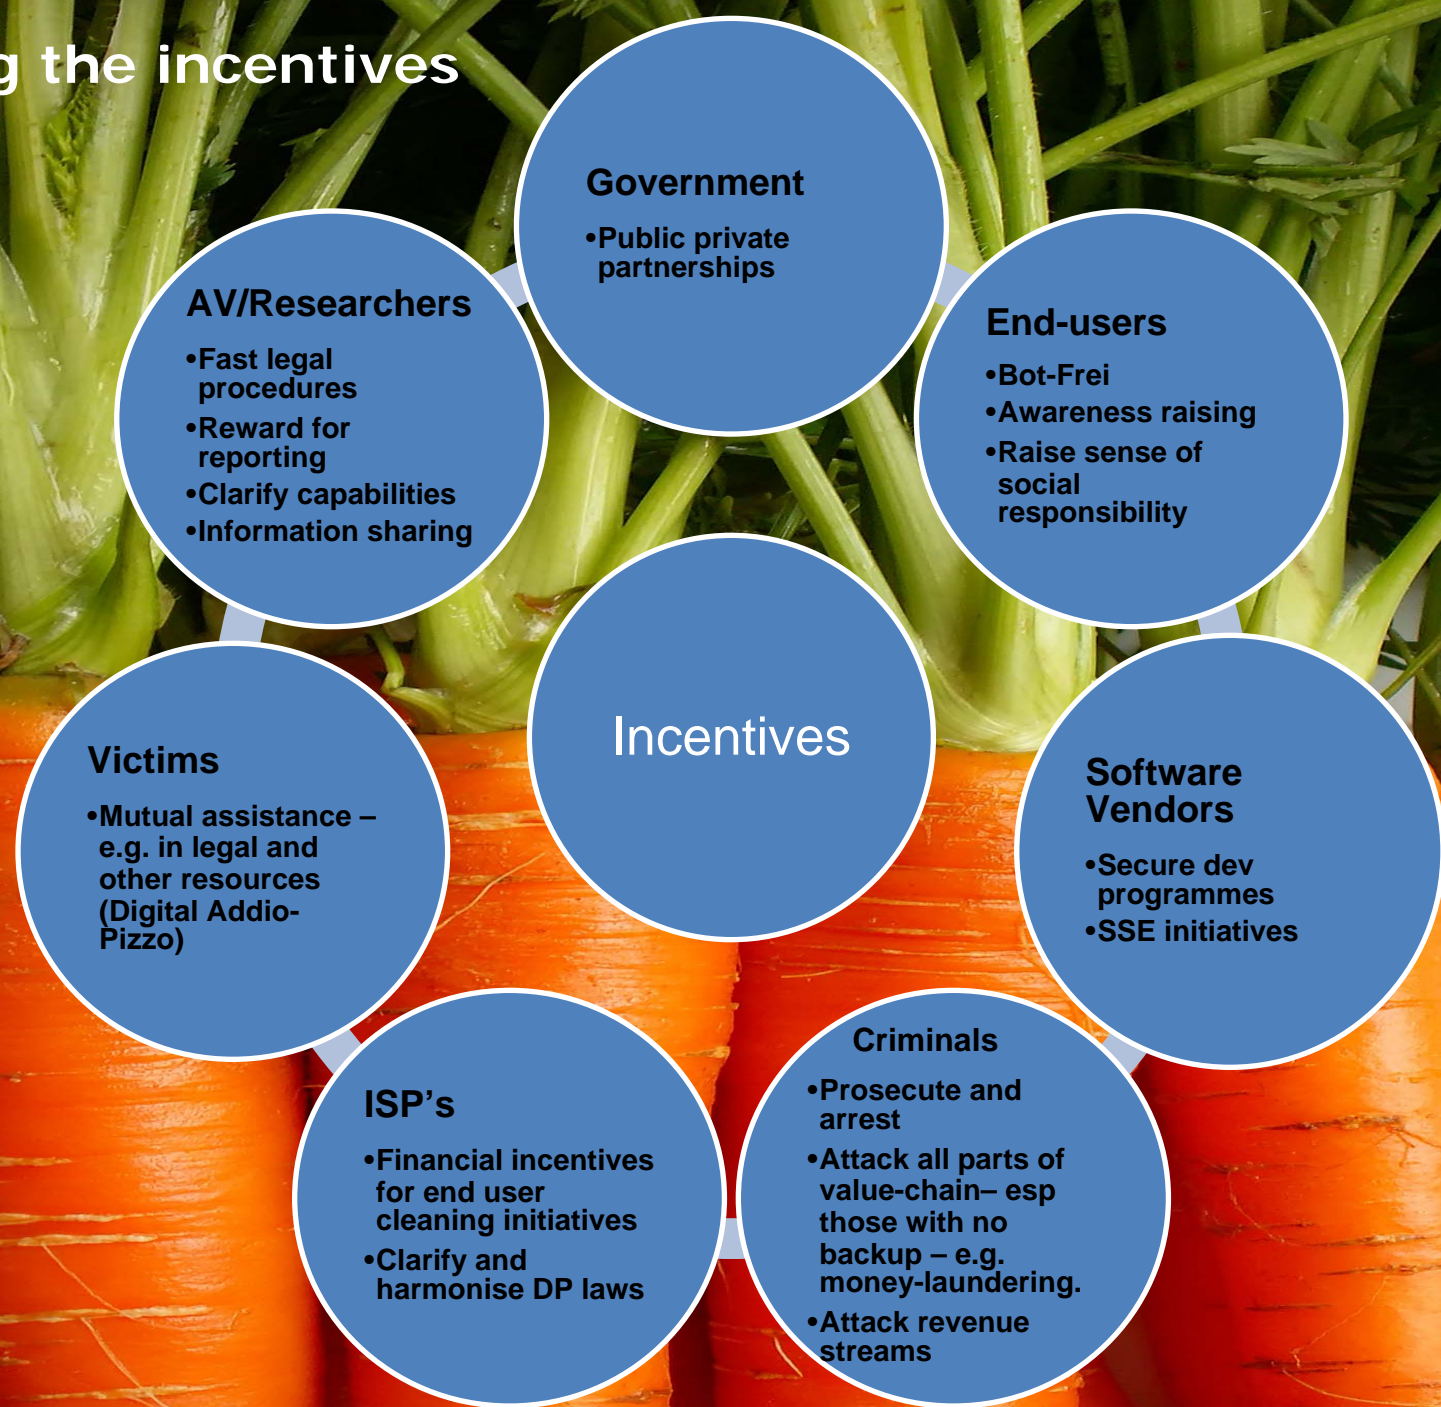 g the incentives
Government
•Public private
partnerships
AV/Researchers
•Fast legal
procedures
•Reward for
reporting
•Clarify capabilities
•Information sharing
End-users
•Bot-Frei
•Awareness raising
•Raise sense of
social
responsibility
Incentives
Victims
•Mutual assistance –
e.g. in legal and
other resources
(Digital Addio-
Pizzo)
Software
Vendors
•Secure dev
programmes
•SSE initiatives
ISP’s
•Financial incentives
for end user
cleaning initiatives
•Clarify and
harmonise DP laws
Criminals
•Prosecute and
arrest
•Attack all parts of
value-chain– esp
those with no
backup – e.g.
money-laundering.
•Attack revenue
streams